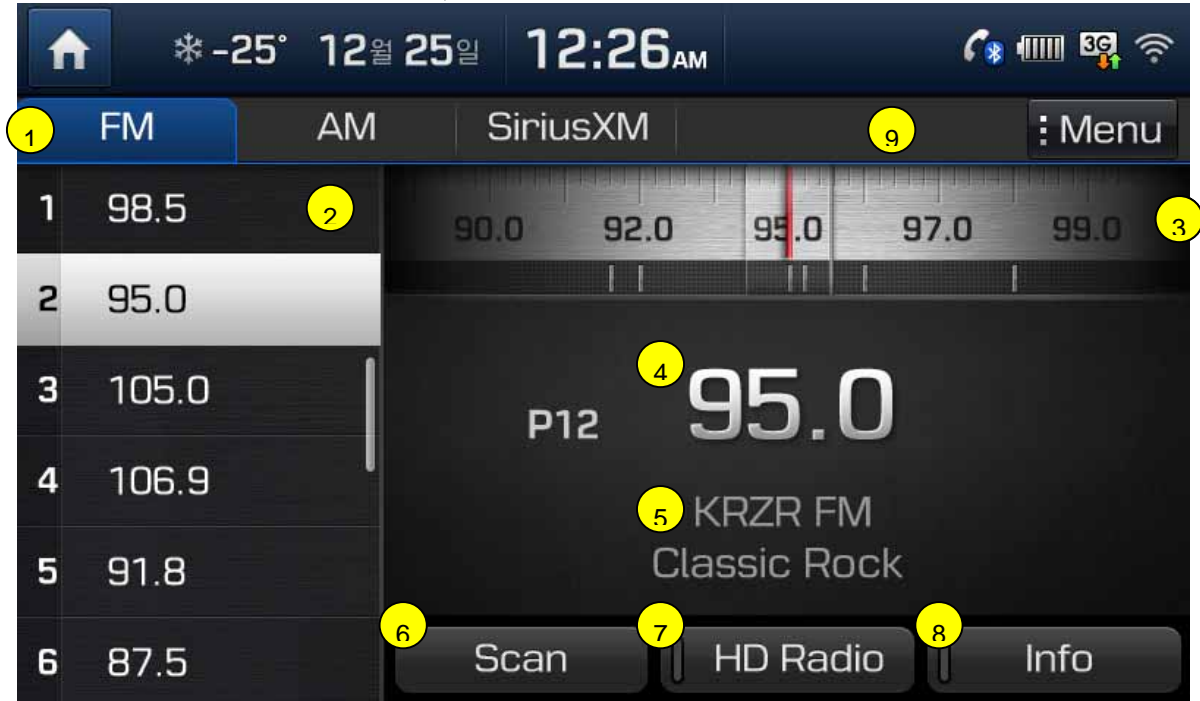 -25° 12월 25일 12:26AM 3G
1 FM AM SiriusXM 9 Menu
1 98.5 2
90.0 92.0 95.0 97.0 99.0 3
2 95.0
3 105.0
4 95.0
P12
4 106.9
5 KRZR FM
Classic Rock
5 91.8
6 Scan 7 HD Radio 8 Info
6 87.5